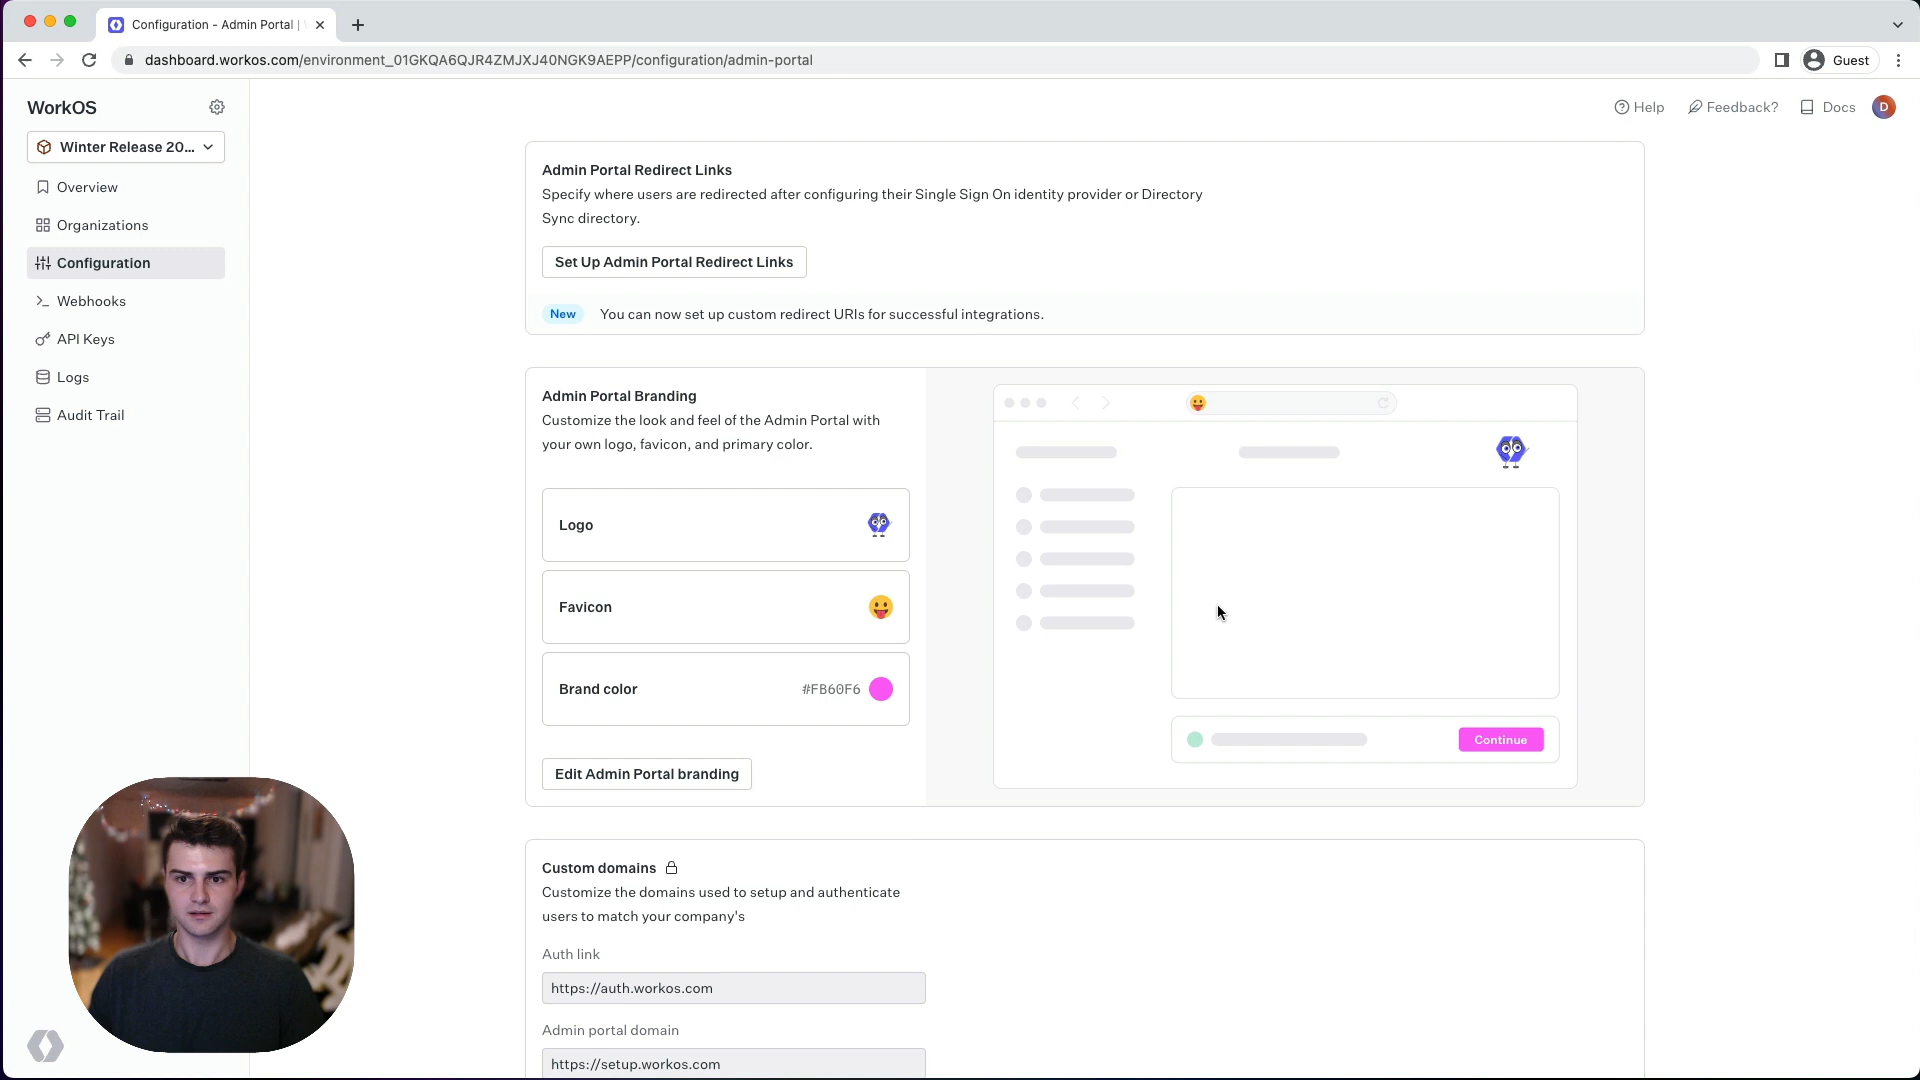 Configuration - Admin Portal |
dashboard.workos.com/environment_01GKQA6QJR4ZMJXJ40NGK9AEPP/configuration/admin-portal
Guest
WorkOS
Help
Feedback?
Docs
D
Winter Release 20...
Overview
Organizations
Configuration
Webhooks
API Keys
Logs
Audit Trail
Admin Portal Redirect Links
Specify where users are redirected after configuring their Single Sign On identity provider or Directory
Sync directory.
Set Up Admin Portal Redirect Links
New You can now set up custom redirect URIs for successful integrations.
Admin Portal Branding
Customize the look and feel of the Admin Portal with
your own logo, favicon, and primary color.
Logo
Favicon
Brand color #FB60F6
Edit Admin Portal branding
Continue
Custom domains
Customize the domains used to setup and authenticate
users to match your company's
Auth link
https://auth.workos.com
Admin portal domain
https://setup.workos.com